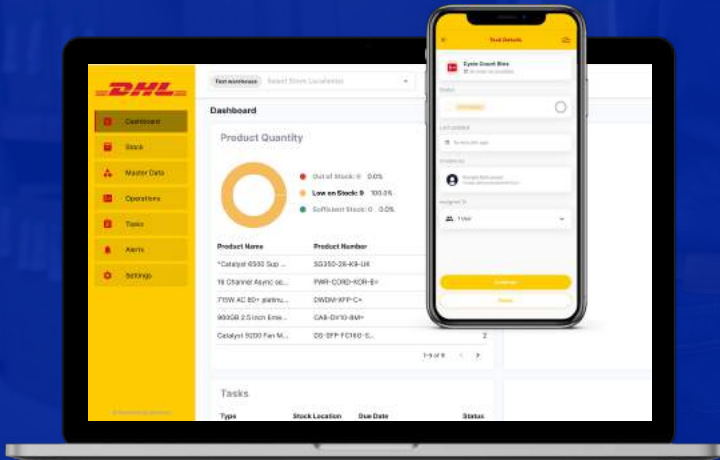 DHL
Dashboard
Stock
Master Data
Operations
Tasks
Alerts
Settings
Test warehouse Select Stock Location(s)
Dashboard
Product Quantity
Out of Stock: 0 0.0%
Low on Stock: 9 100.0%
Sufficient Stock: 0 0.0%
Product Name Product Number
*Catalyst 6500 Sup ... SG350-28-K9-UK
16 Channel Async se... PWR-CORD-KOR-B=
715W AC 80+ platinu... DWDM-XFP-C=
900GB 2.5 inch Ente... CAB-DV10-8M=
Catalyst 9200 Fan M... DS-SFP-FC16G-S... 2
1-5 of 9
Tasks
Type Stock Location Due Date Status
Task Details
Cycle Count Bins
Status
Last updated
Created by
Assigned to
1 User